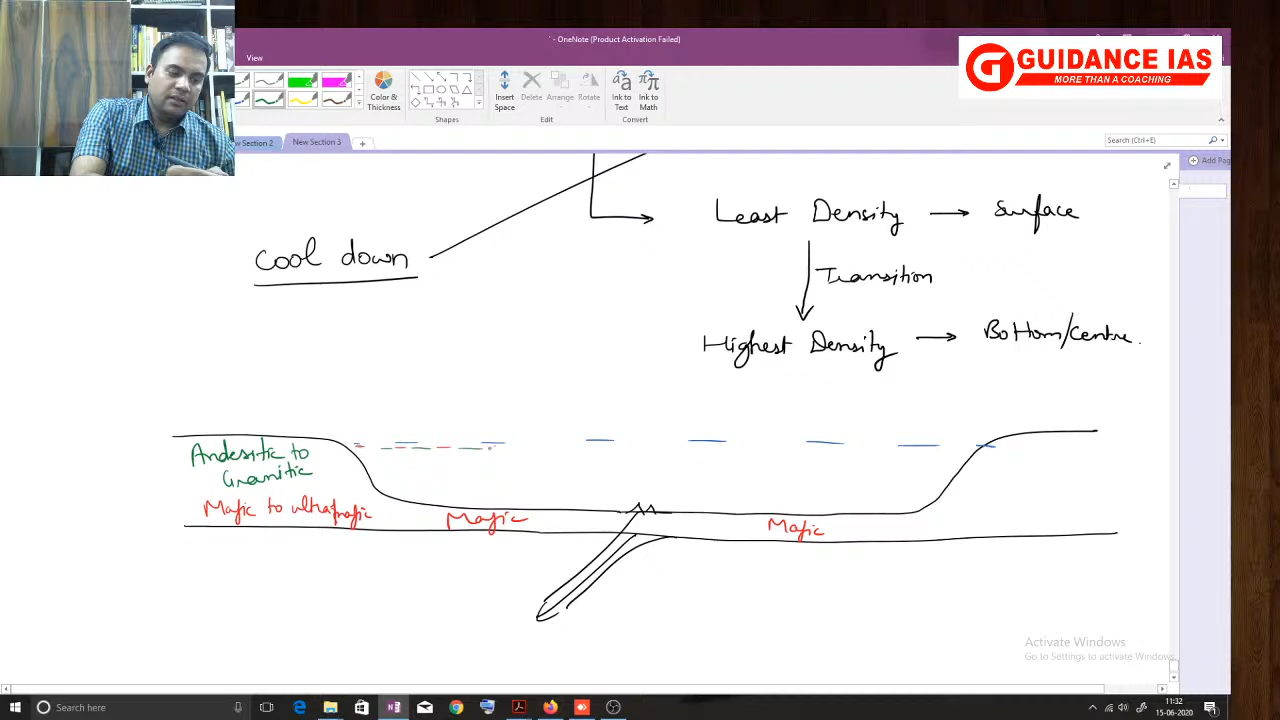 - OneNote (Product Activation Failed)
GUIDANCE IAS
MORE THAN A COACHING
View
Color & Thickness
Insert Space
Delete
Arrange
Rotate
Ink to Text
Ink to Math
Shapes
Edit
Convert
w Section 2
New Section 3
Search (Ctrl+E)
Add Pag
Least Density → Surface
cool down
Transition
Highest Density → Bottom/Centre.
Andesitic to
Granitic
Mafic to ultramafic
Mafic
Mafic
Activate Windows
Go to Settings to activate Windows
Search here
11:32
15-06-2020